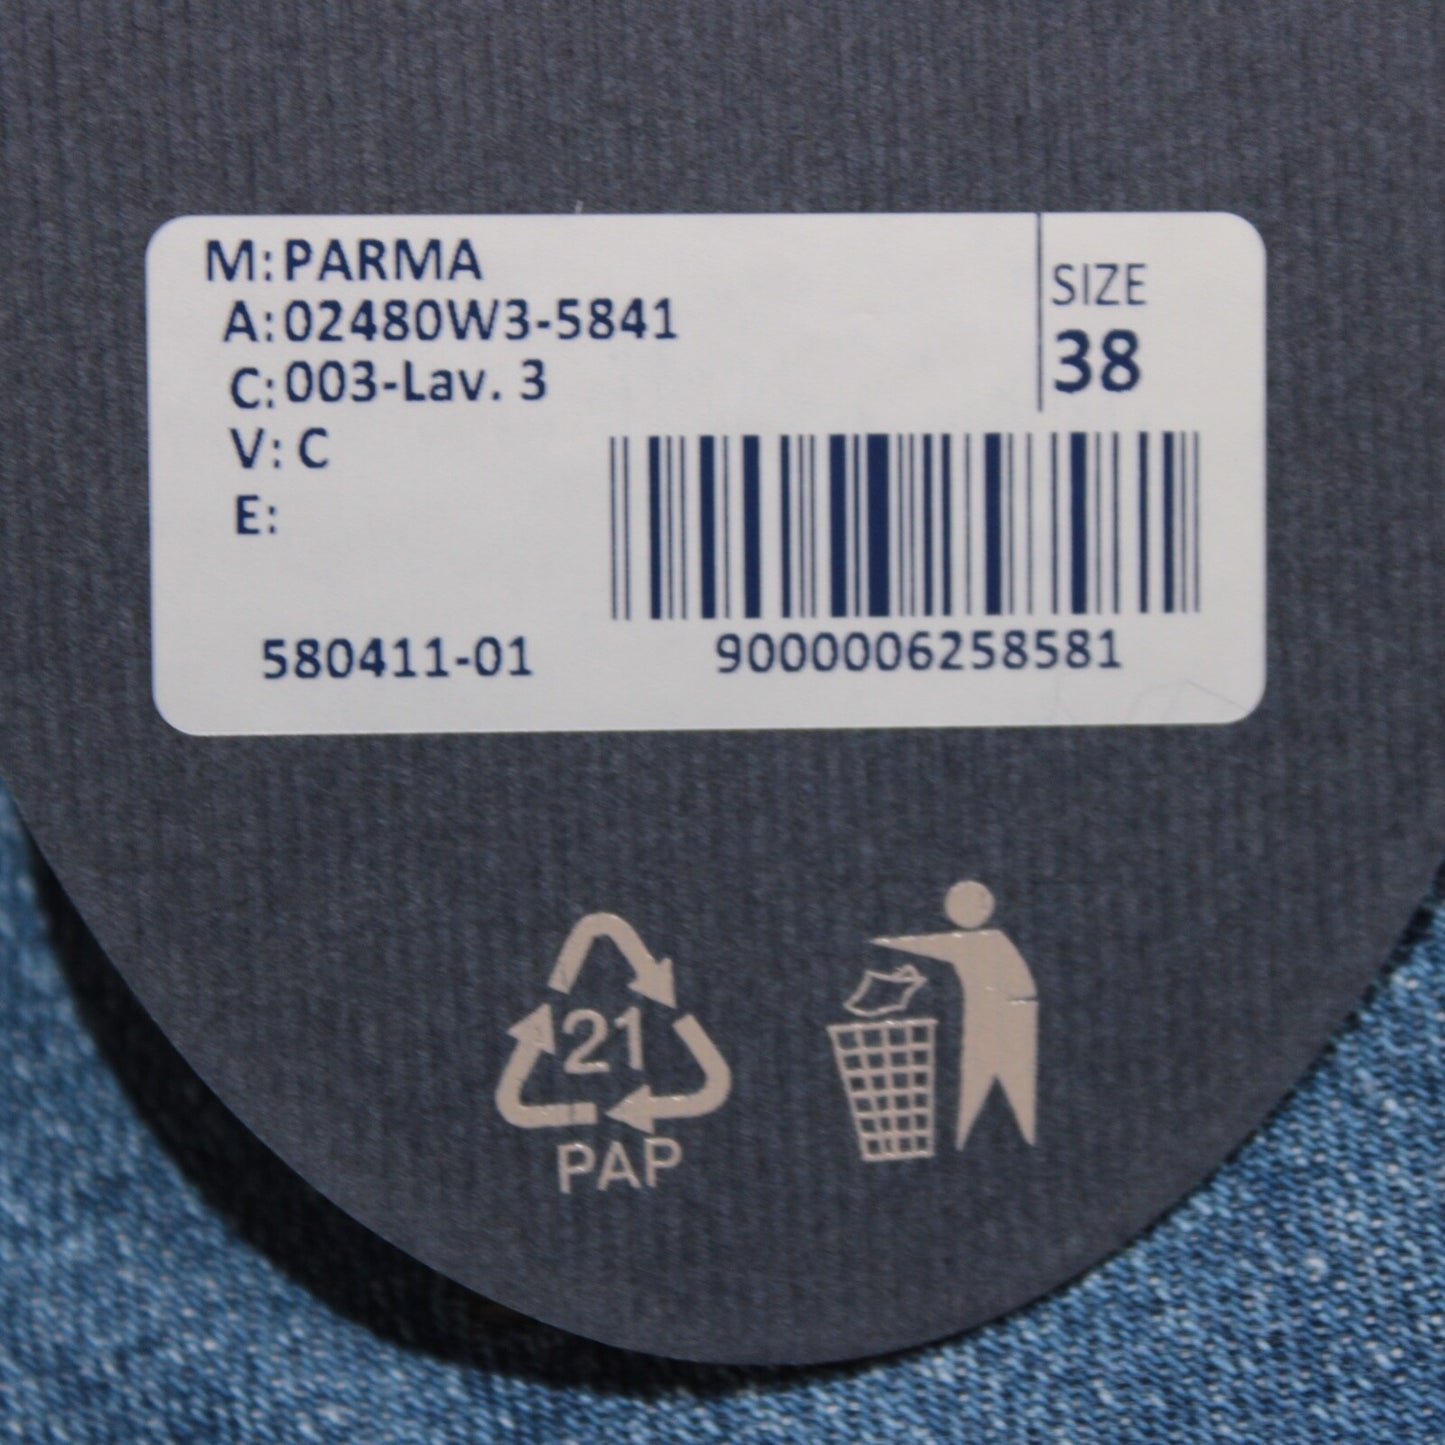 M: PARMA
A: 02480W3-5841
C: 003-Lav. 3
V: C
E:
SIZE
38
580411-01
9000006258581
21
PAP